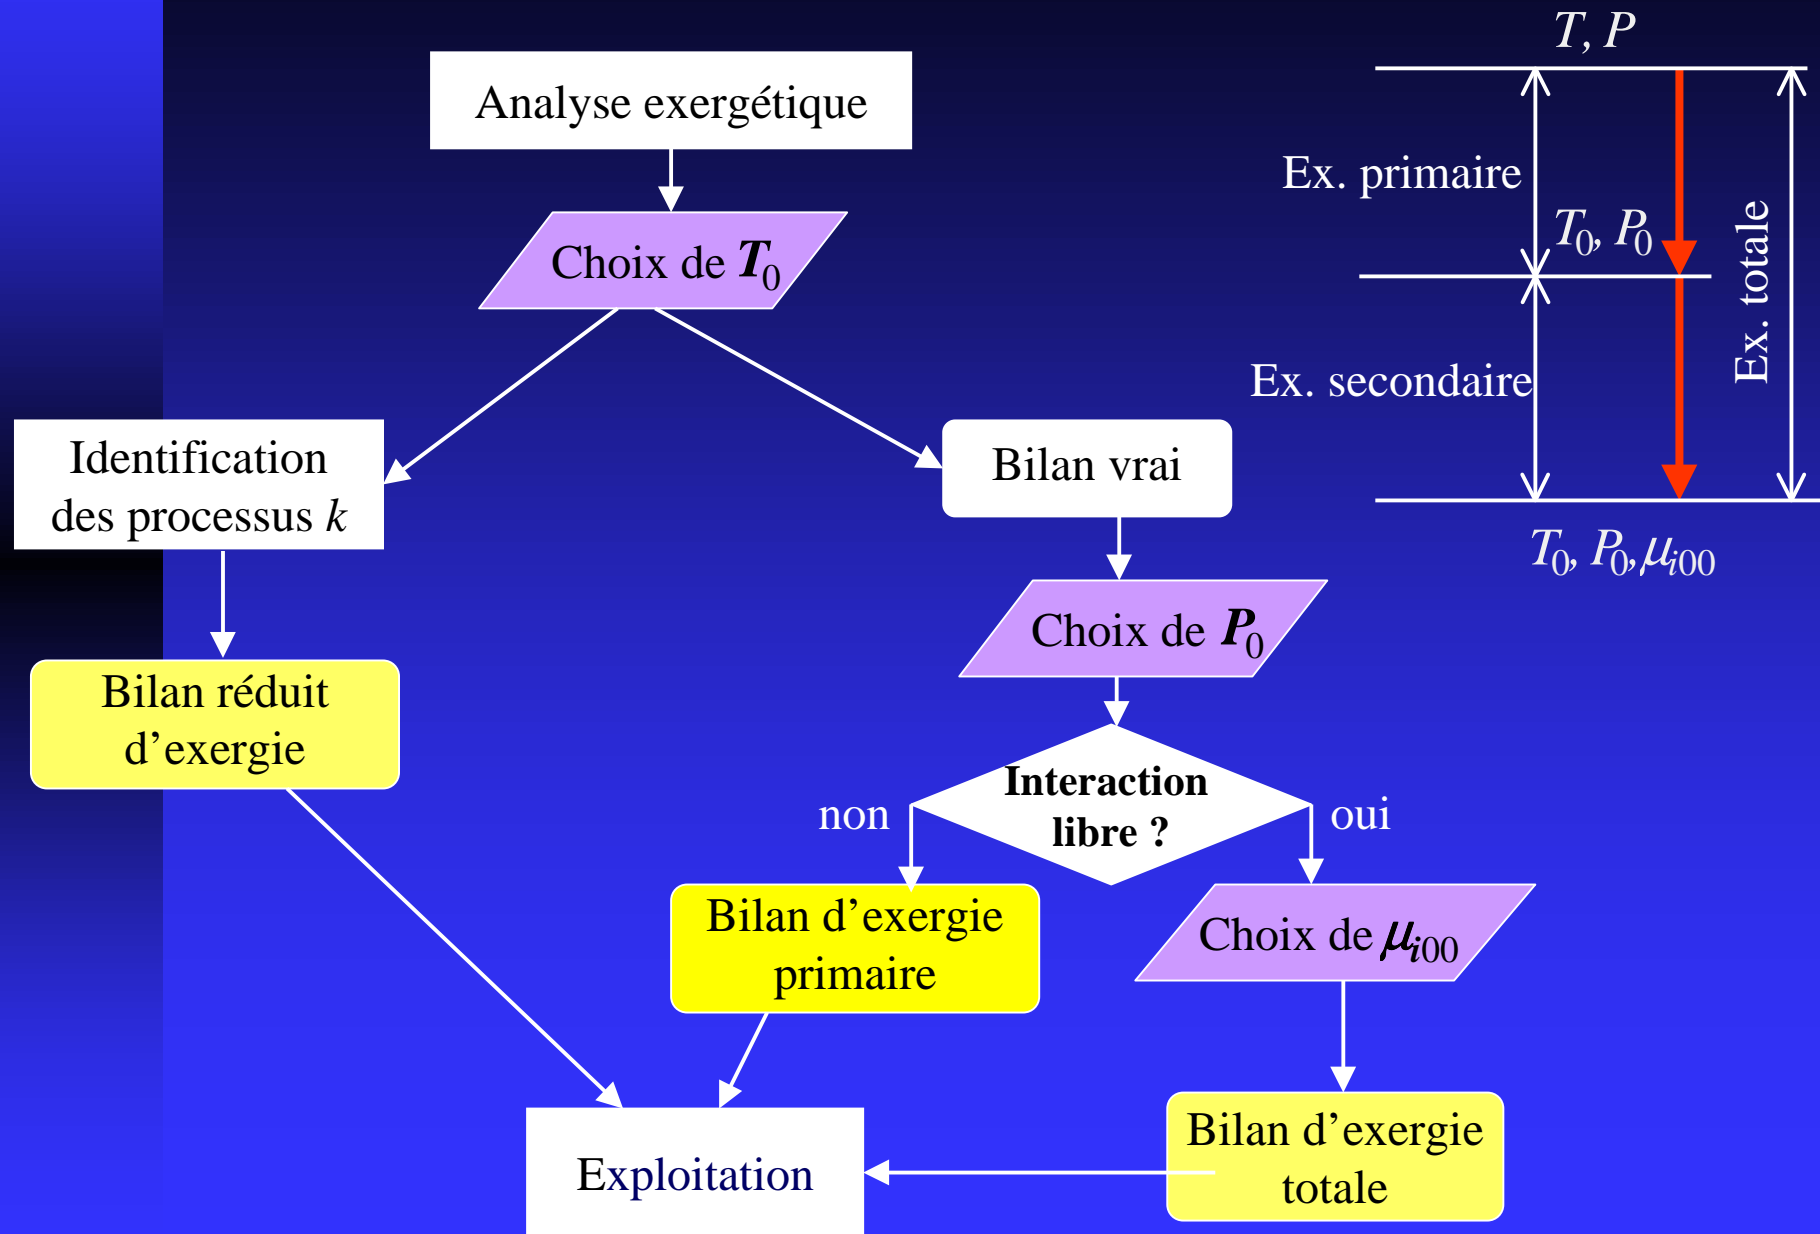 Analyse exergétique
Choix de T0
Identification
des processus k
Bilan réduit
d’exergie
Bilan vrai
Choix de P0
Interaction
libre ?
non
oui
Bilan d’exergie
primaire
Choix de μi00
Bilan d’exergie
totale
Exploitation
T, P
Ex. primaire
T0, P0
Ex. totale
Ex. secondaire
T0, P0, μi00